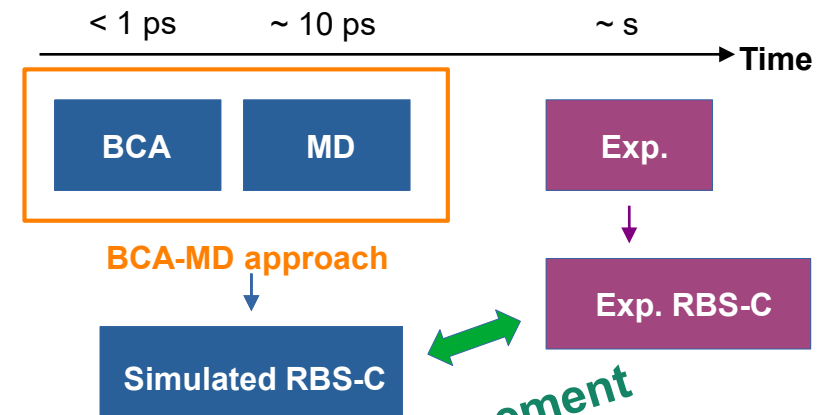 < 1 ps ~ 10 ps ~ s
Time
BCA MD Exp.
BCA-MD approach
Exp. RBS-C
Simulated RBS-C